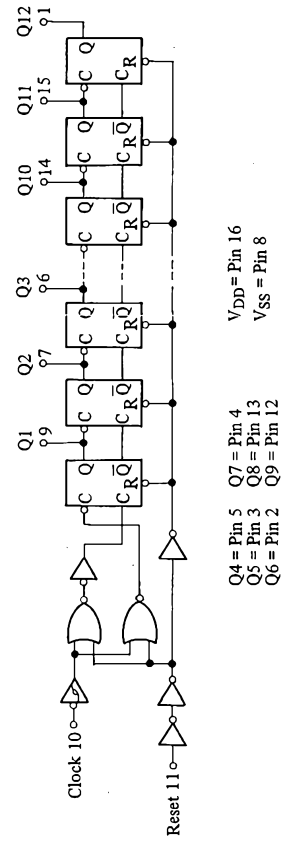 Q1 Q2 Q3 Q10 Q11 Q12
9 7 6 14 15 1
C Q C Q C Q C Q C Q C Q
C R Q̅ C R Q̅ C R Q̅ C R Q̅ C R Q̅ C R
Clock 10
Reset 11
Q4 = Pin 5 Q7 = Pin 4
Q5 = Pin 3 Q8 = Pin 13
Q6 = Pin 2 Q9 = Pin 12
VDD = Pin 16
VSS = Pin 8